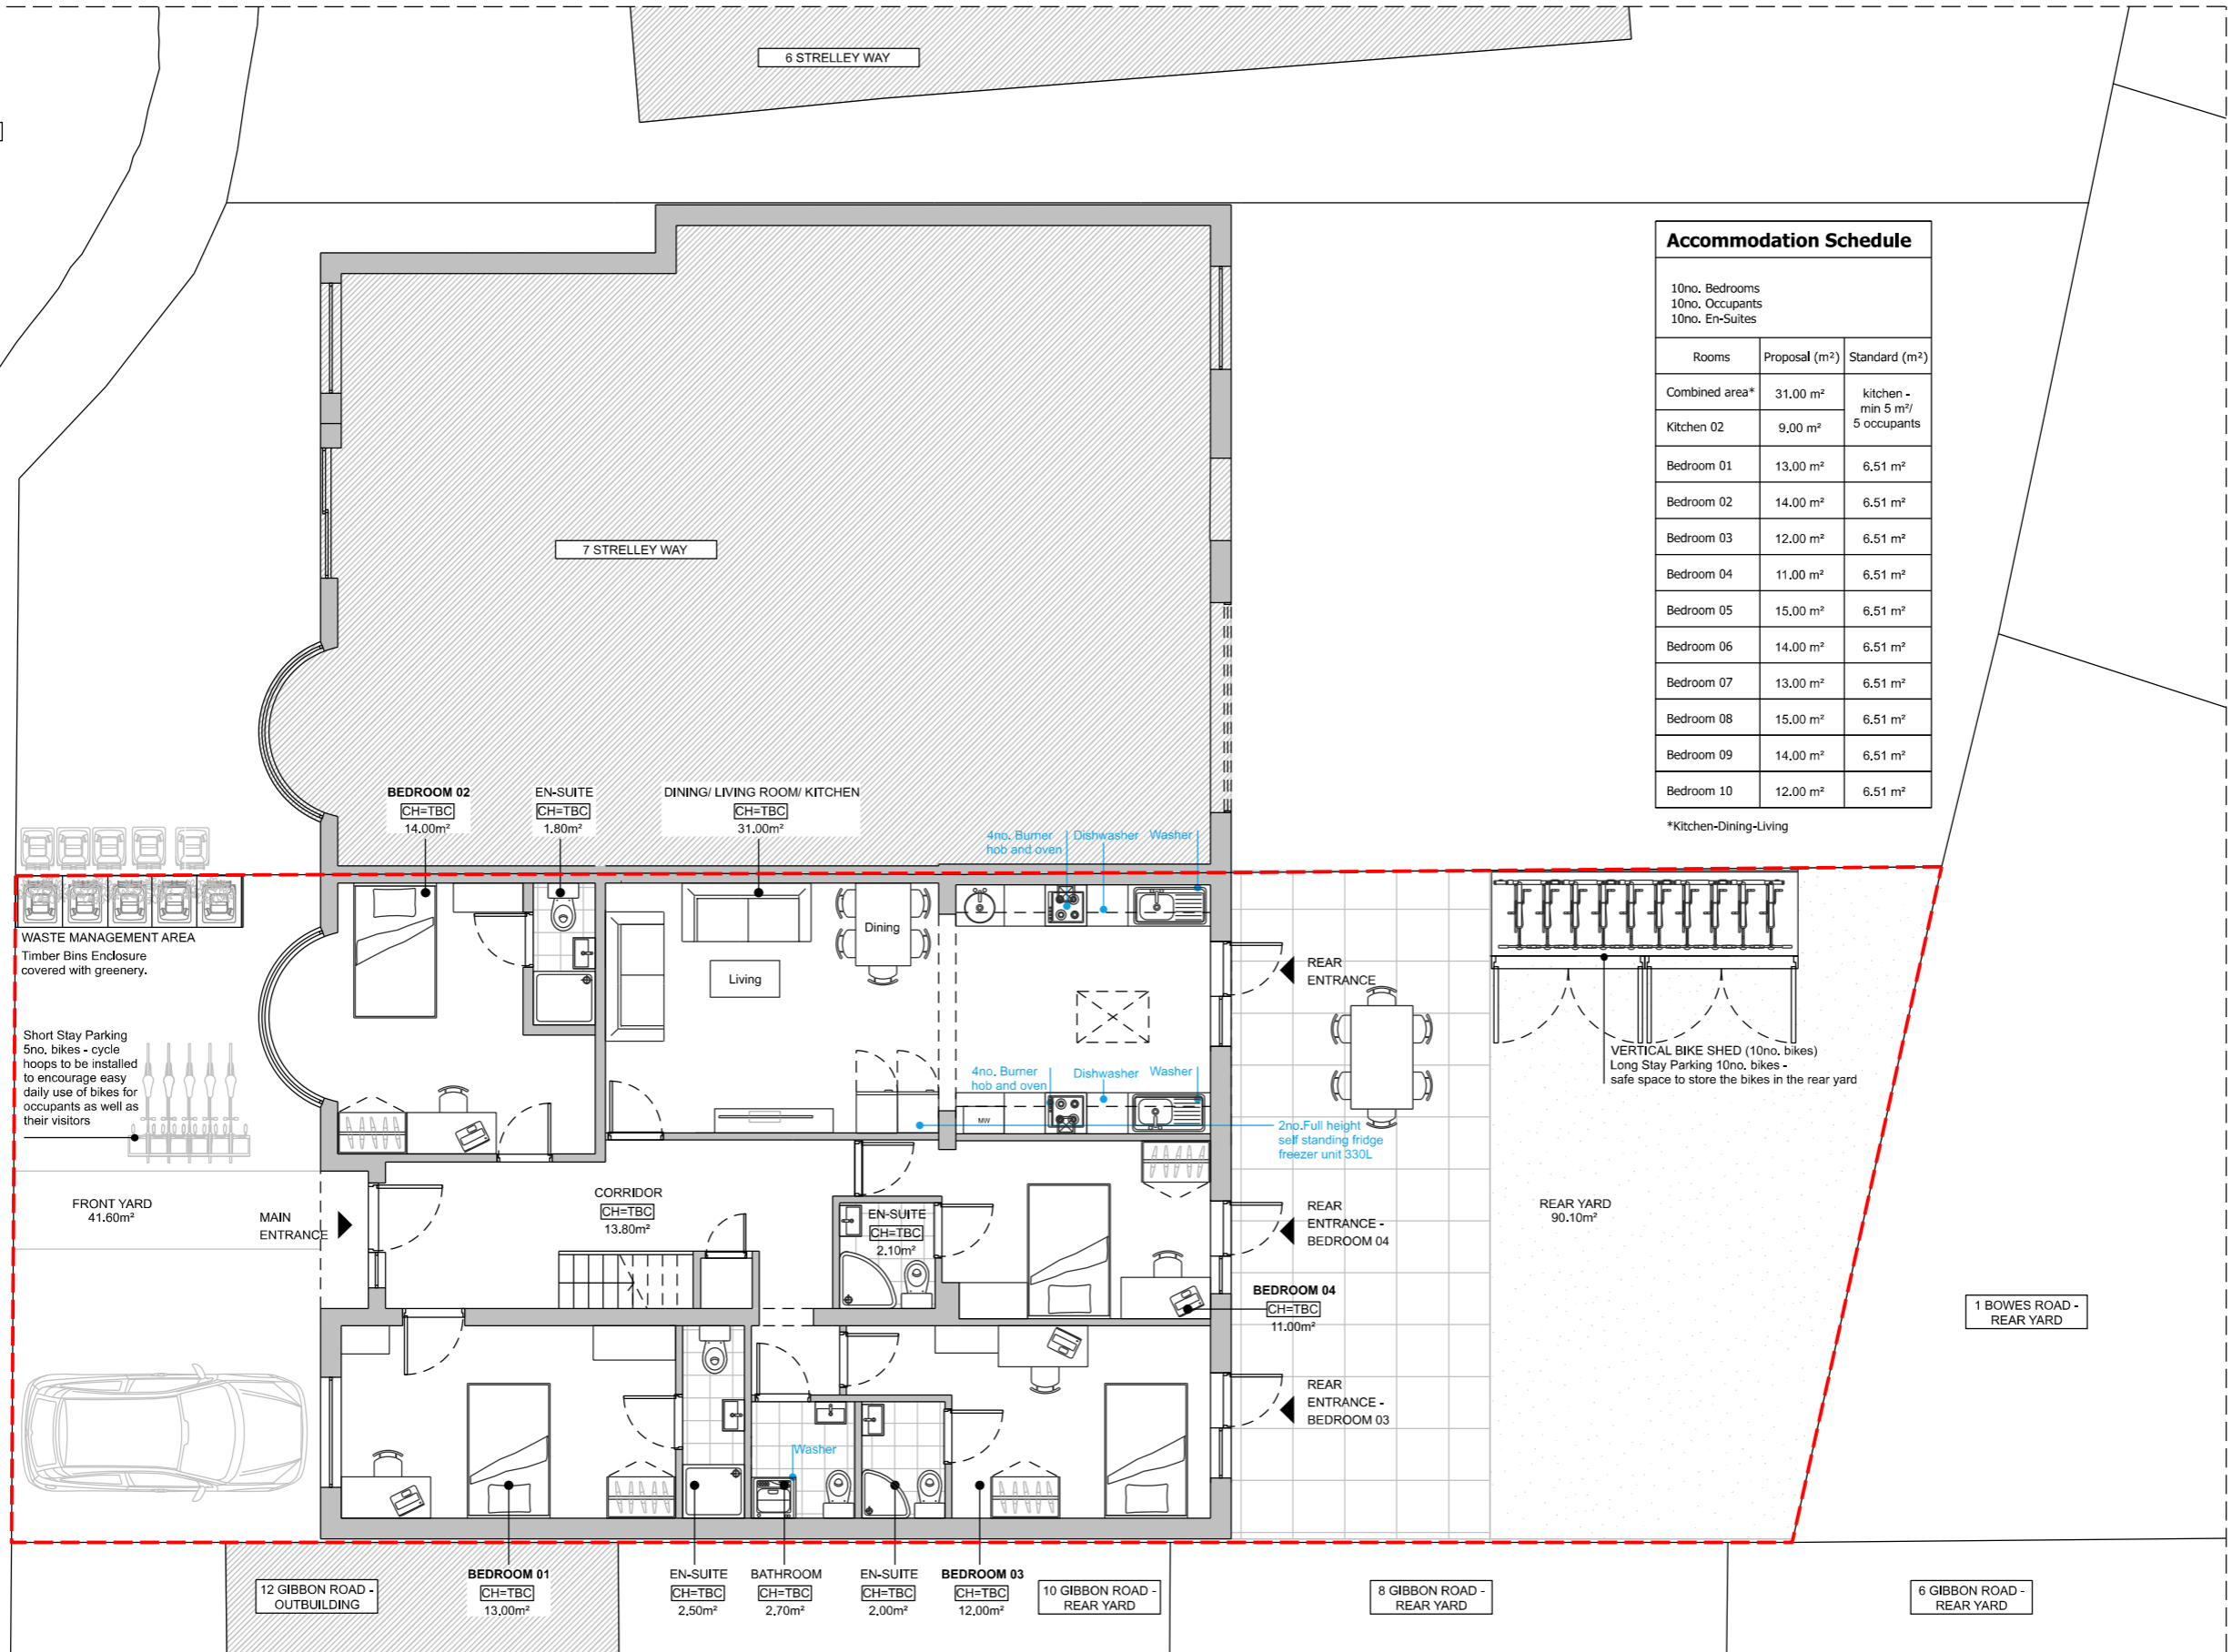 6 STRELLEY WAY
Accommodation Schedule
10no. Bedrooms
10no. Occupants
10no. En-Suites
Rooms Proposal (m²) Standard (m²)
Combined area* 31.00 m² kitchen -
min 5 m²/
5 occupants
Kitchen 02 9.00 m²
Bedroom 01 13.00 m² 6.51 m²
Bedroom 02 14.00 m² 6.51 m²
Bedroom 03 12.00 m² 6.51 m²
Bedroom 04 11.00 m² 6.51 m²
Bedroom 05 15.00 m² 6.51 m²
Bedroom 06 14.00 m² 6.51 m²
Bedroom 07 13.00 m² 6.51 m²
Bedroom 08 15.00 m² 6.51 m²
Bedroom 09 14.00 m² 6.51 m²
Bedroom 10 12.00 m² 6.51 m²
*Kitchen-Dining-Living
7 STRELLEY WAY
BEDROOM 02
CH=TBC
14.00m²
EN-SUITE
CH=TBC
1.80m²
DINING/ LIVING ROOM/ KITCHEN
CH=TBC
31.00m²
4no. Burner
hob and oven
Dishwasher
Washer
WASTE MANAGEMENT AREA
Timber Bins Enclosure
covered with greenery.
Dining
Living
REAR
ENTRANCE
Short Stay Parking
5no. bikes - cycle
hoops to be installed
to encourage easy
daily use of bikes for
occupants as well as
their visitors
4no. Burner
hob and oven
Dishwasher
Washer
MW
2no.Full height
self standing fridge
freezer unit 330L
VERTICAL BIKE SHED (10no. bikes)
Long Stay Parking 10no. bikes -
safe space to store the bikes in the rear yard
FRONT YARD
41.60m²
MAIN
ENTRANCE
CORRIDOR
CH=TBC
13.80m²
EN-SUITE
CH=TBC
2.10m²
REAR
ENTRANCE -
BEDROOM 04
REAR YARD
90.10m²
BEDROOM 04
CH=TBC
11.00m²
1 BOWES ROAD -
REAR YARD
REAR
ENTRANCE -
BEDROOM 03
Washer
12 GIBBON ROAD -
OUTBUILDING
BEDROOM 01
CH=TBC
13.00m²
EN-SUITE
CH=TBC
2.50m²
BATHROOM
CH=TBC
2.70m²
EN-SUITE
CH=TBC
2.00m²
BEDROOM 03
CH=TBC
12.00m²
10 GIBBON ROAD -
REAR YARD
8 GIBBON ROAD -
REAR YARD
6 GIBBON ROAD -
REAR YARD